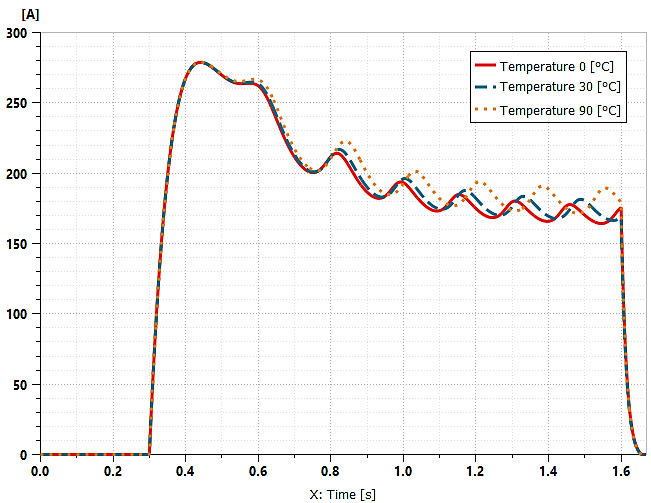 [A]
300
250
200
150
100
50
0
Temperature 0 [ºC]
Temperature 30 [ºC]
Temperature 90 [ºC]
0.0 0.2 0.4 0.6 0.8 1.0 1.2 1.4 1.6
X: Time [s]